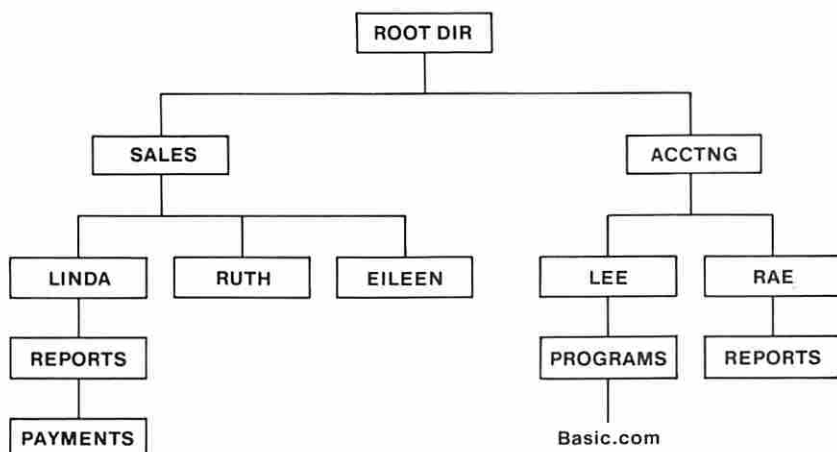 ROOT DIR
SALES
ACCTNG
LINDA
RUTH
EILEEN
LEE
RAE
REPORTS
PROGRAMS
REPORTS
PAYMENTS
Basic.com